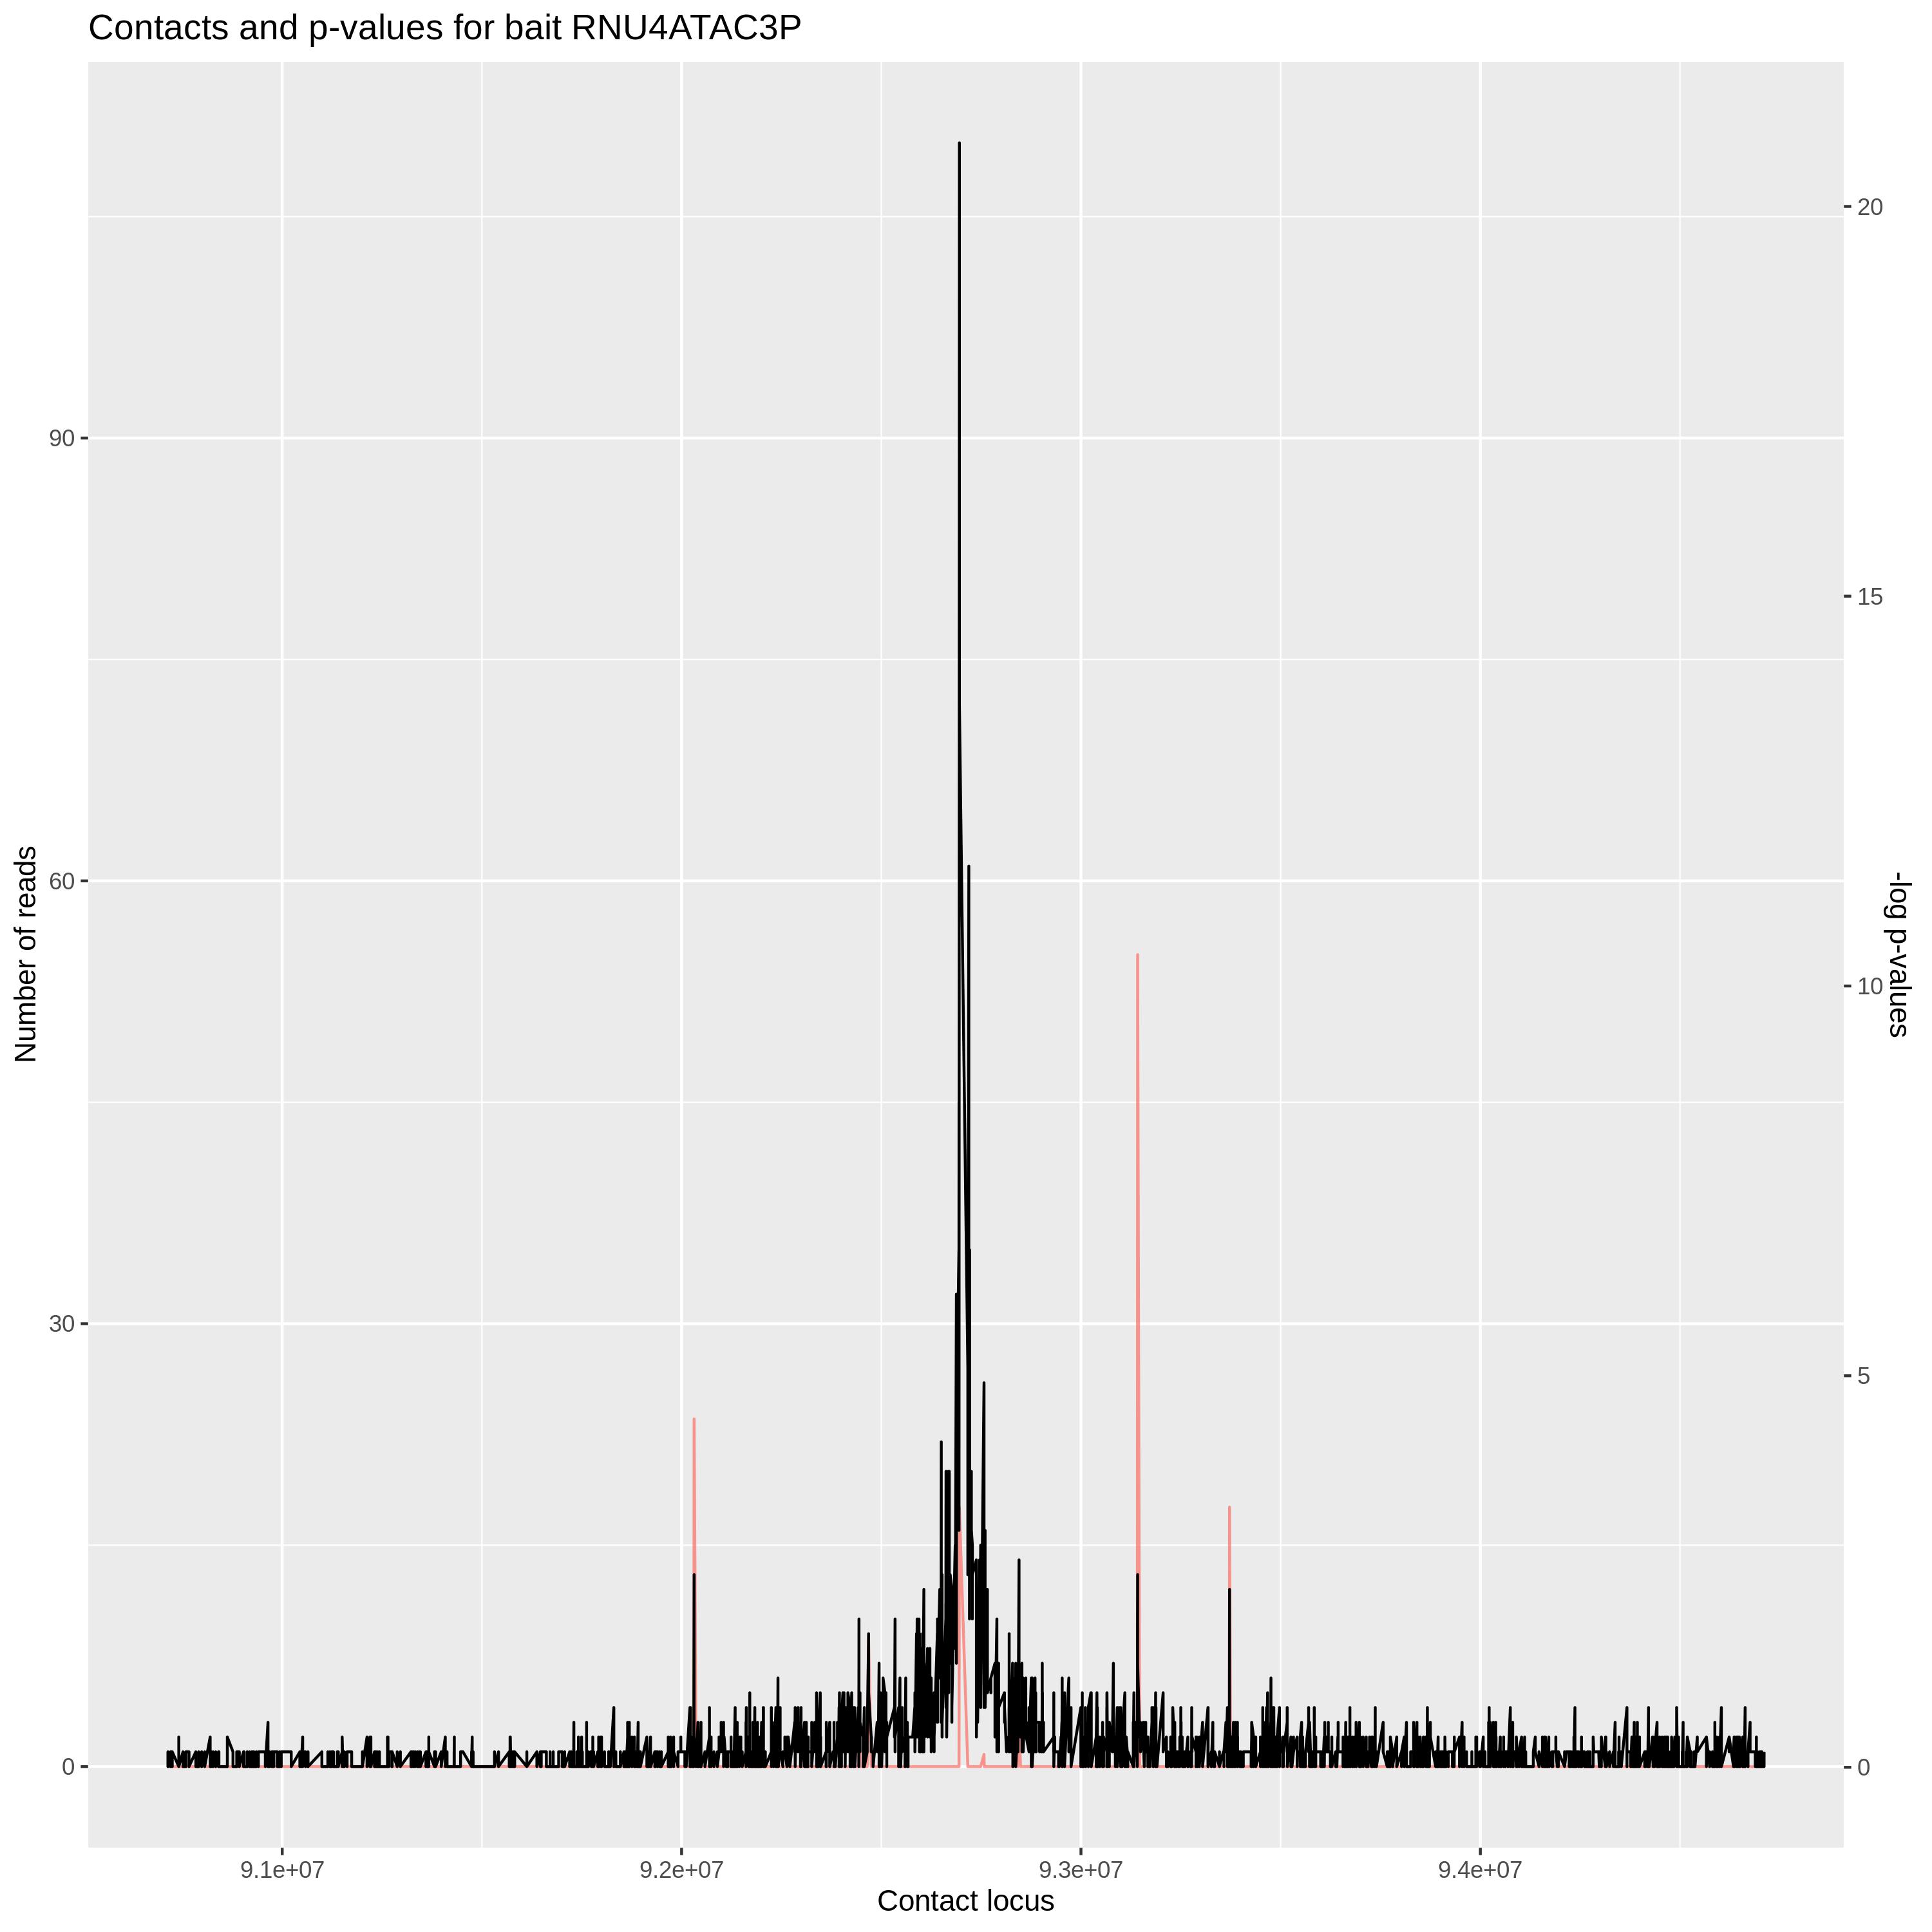 Contacts and p-values for bait RNU4ATAC3P
90
60
30
0
Number of reads
20
15
10
5
0
-log p-values
9.1e+07 9.2e+07 9.3e+07 9.4e+07
Contact locus